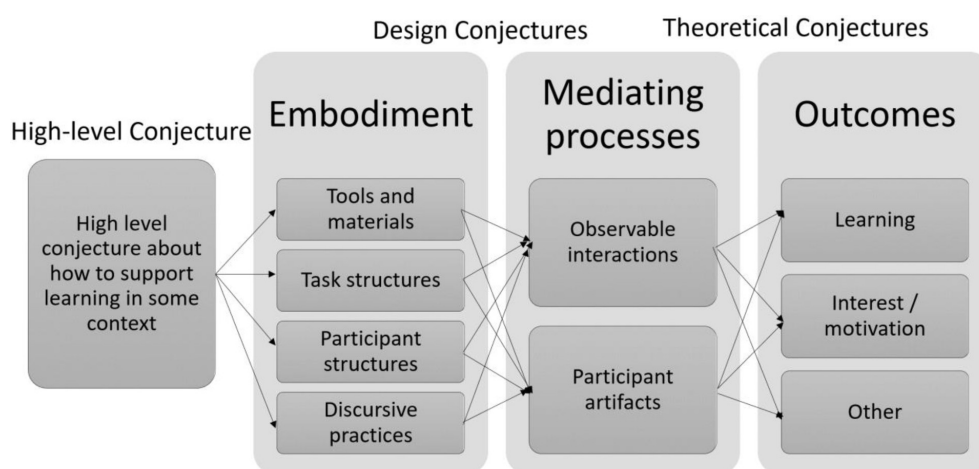 Design Conjectures
Theoretical Conjectures
High-level Conjecture
High level
conjecture about
how to support
learning in some
context
Embodiment
Tools and
materials
Task structures
Participant
structures
Discursive
practices
Mediating
processes
Observable
interactions
Participant
artifacts
Outcomes
Learning
Interest /
motivation
Other